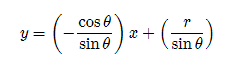 y = \left( -\frac{\cos\theta}{\sin\theta} \right) x + \left( \frac{r}{\sin\theta} \right)